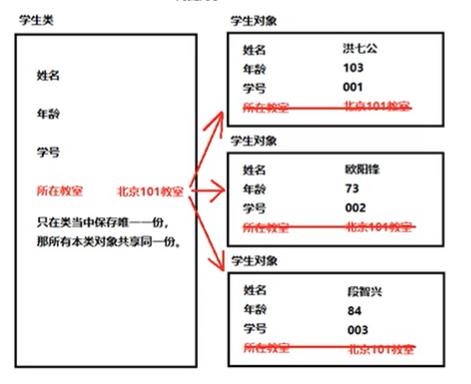 学生类
姓名
年龄
学号
所在教室 北京101教室
只在类当中保存唯一一份,
那所有本类对象共享同一份。
学生对象
姓名 洪七公
年龄 103
学号 001
所在教室 北京101教室
学生对象
姓名 欧阳锋
年龄 73
学号 002
所在教室 北京101教室
学生对象
姓名 段智兴
年龄 84
学号 003
所在教室 北京101教室